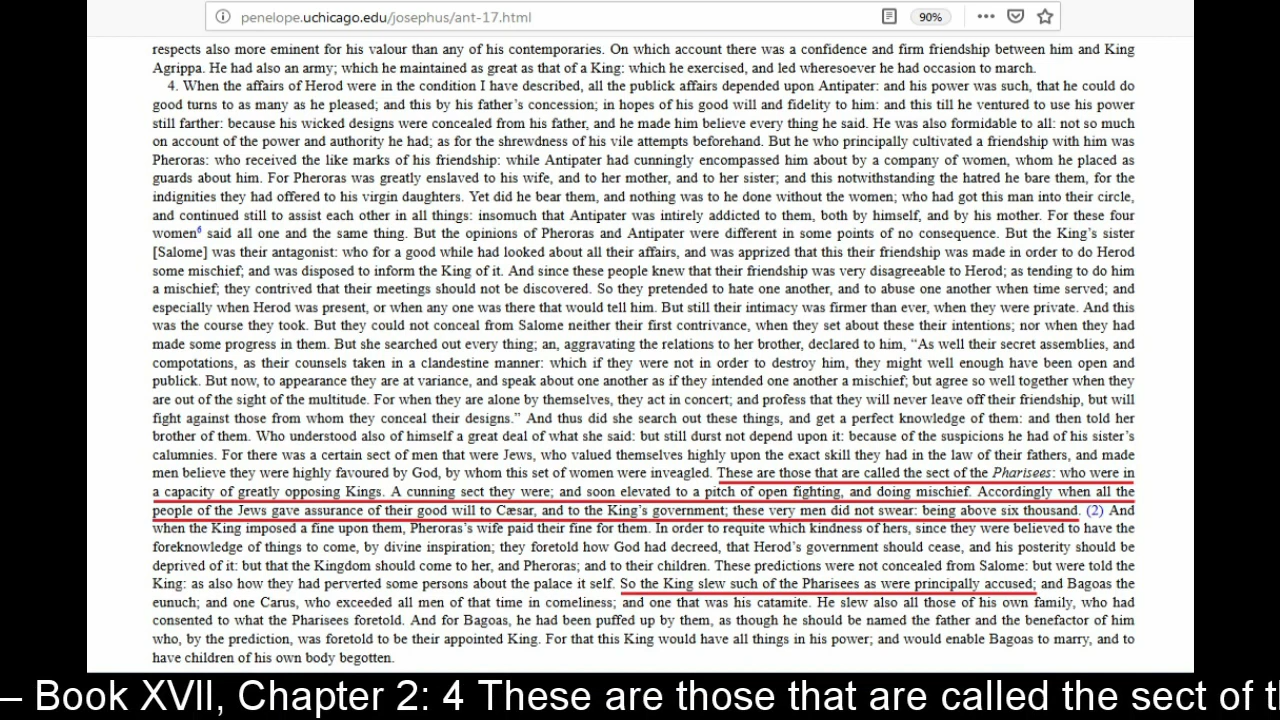 penelope.uchicago.edu/josephus/ant-17.html
90%
respects also more eminent for his valour than any of his contemporaries. On which account there was a confidence and firm friendship between him and King
Agrippa. He had also an army; which he maintained as great as that of a King: which he exercised, and led wheresoever he had occasion to march.
4. When the affairs of Herod were in the condition I have described, all the publick affairs depended upon Antipater: and his power was such, that he could do
good turns to as many as he pleased; and this by his father's concession; in hopes of his good will and fidelity to him: and this till he ventured to use his power
still farther: because his wicked designs were concealed from his father, and he made him believe every thing he said. He was also formidable to all: not so much
on account of the power and authority he had; as for the shrewdness of his vile attempts beforehand. But he who principally cultivated a friendship with him was
Pheroras: who received the like marks of his friendship: while Antipater had cunningly encompassed him about by a company of women, whom he placed as
guards about him. For Pheroras was greatly enslaved to his wife, and to her mother, and to her sister; and this notwithstanding the hatred he bare them, for the
indignities they had offered to his virgin daughters. Yet did he bear them, and nothing was to he done without the women; who had got this man into their circle,
and continued still to assist each other in all things: insomuch that Antipater was intirely addicted to them, both by himself, and by his mother. For these four
women6 said all one and the same thing. But the opinions of Pheroras and Antipater were different in some points of no consequence. But the King's sister
[Salome] was their antagonist: who for a good while had looked about all their affairs, and was apprized that this their friendship was made in order to do Herod
some mischief; and was disposed to inform the King of it. And since these people knew that their friendship was very disagreeable to Herod; as tending to do him
a mischief; they contrived that their meetings should not be discovered. So they pretended to hate one another, and to abuse one another when time served; and
especially when Herod was present, or when any one was there that would tell him. But still their intimacy was firmer than ever, when they were private. And this
was the course they took. But they could not conceal from Salome neither their first contrivance, when they set about these their intentions; nor when they had
made some progress in them. But she searched out every thing; an, aggravating the relations to her brother, declared to him, “As well their secret assemblies, and
compotations, as their counsels taken in a clandestine manner: which if they were not in order to destroy him, they might well enough have been open and
publick. But now, to appearance they are at variance, and speak about one another as if they intended one another a mischief; but agree so well together when they
are out of the sight of the multitude. For when they are alone by themselves, they act in concert; and profess that they will never leave off their friendship, but will
fight against those from whom they conceal their designs.” And thus did she search out these things, and get a perfect knowledge of them: and then told her
brother of them. Who understood also of himself a great deal of what she said: but still durst not depend upon it: because of the suspicions he had of his sister's
calumnies. For there was a certain sect of men that were Jews, who valued themselves highly upon the exact skill they had in the law of their fathers, and made
men believe they were highly favoured by God, by whom this set of women were inveagled. These are those that are called the sect of the Pharisees: who were in
a capacity of greatly opposing Kings. A cunning sect they were; and soon elevated to a pitch of open fighting, and doing mischief. Accordingly when all the
people of the Jews gave assurance of their good will to Cæsar, and to the King's government; these very men did not swear: being above six thousand. (2) And
when the King imposed a fine upon them, Pheroras's wife paid their fine for them. In order to requite which kindness of hers, since they were believed to have the
foreknowledge of things to come, by divine inspiration; they foretold how God had decreed, that Herod's government should cease, and his posterity should be
deprived of it: but that the Kingdom should come to her, and Pheroras; and to their children. These predictions were not concealed from Salome: but were told the
King: as also how they had perverted some persons about the palace it self. So the King slew such of the Pharisees as were principally accused; and Bagoas the
eunuch; and one Carus, who exceeded all men of that time in comeliness; and one that was his catamite. He slew also all those of his own family, who had
consented to what the Pharisees foretold. And for Bagoas, he had been puffed up by them, as though he should be named the father and the benefactor of him
who, by the prediction, was foretold to be their appointed King. For that this King would have all things in his power; and would enable Bagoas to marry, and to
have children of his own body begotten.
– Book XVII, Chapter 2: 4 These are those that are called the sect of t